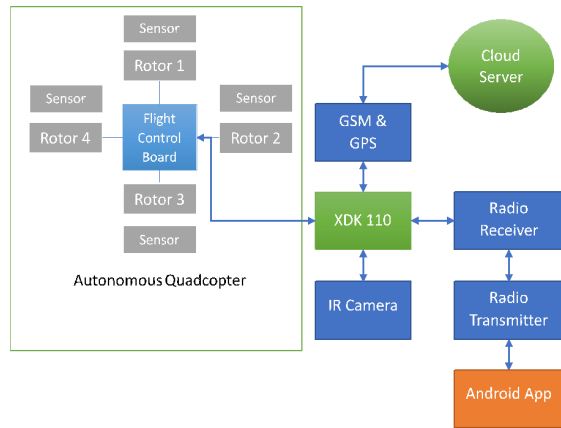 Sensor
Rotor 1
Sensor
Sensor
Rotor 4
Flight
Control
Board
Rotor 2
Rotor 3
Sensor
Autonomous Quadcopter
Cloud
Server
GSM &
GPS
XDK 110
Radio
Receiver
IR Camera
Radio
Transmitter
Android App